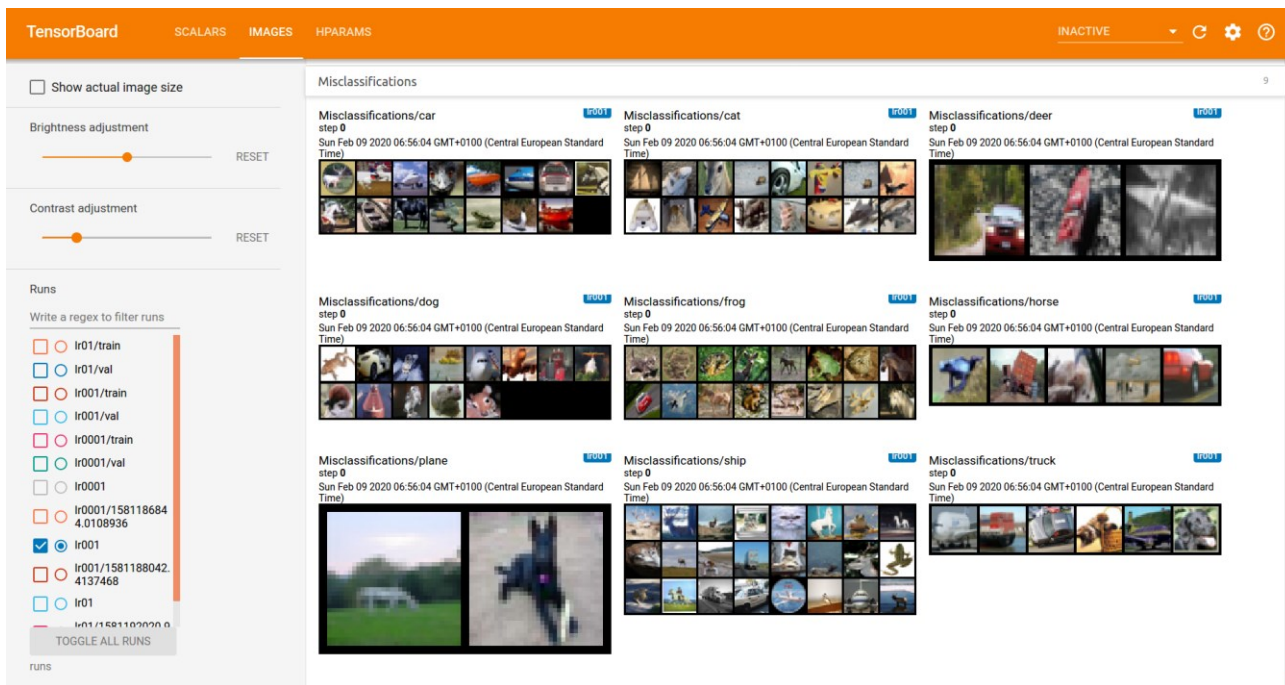 TensorBoard
SCALARS
IMAGES
HPARAMS
INACTIVE
Show actual image size
Brightness adjustment
RESET
Contrast adjustment
RESET
Runs
Write a regex to filter runs
lr01/train
lr01/val
lr001/train
lr001/val
lr0001/train
lr0001/val
lr0001
lr0001/158118684
4.0108936
lr001
lr001/1581188042.
4137468
lr01
lr01/1581192020.9
TOGGLE ALL RUNS
runs
Misclassifications
9
Misclassifications/car
lr001
step 0
Sun Feb 09 2020 06:56:04 GMT+0100 (Central European Standard
Time)
Misclassifications/cat
lr001
step 0
Sun Feb 09 2020 06:56:04 GMT+0100 (Central European Standard
Time)
Misclassifications/deer
lr001
step 0
Sun Feb 09 2020 06:56:04 GMT+0100 (Central European Standard
Time)
Misclassifications/dog
lr001
step 0
Sun Feb 09 2020 06:56:04 GMT+0100 (Central European Standard
Time)
Misclassifications/frog
lr001
step 0
Sun Feb 09 2020 06:56:04 GMT+0100 (Central European Standard
Time)
Misclassifications/horse
lr001
step 0
Sun Feb 09 2020 06:56:04 GMT+0100 (Central European Standard
Time)
Misclassifications/plane
lr001
step 0
Sun Feb 09 2020 06:56:04 GMT+0100 (Central European Standard
Time)
Misclassifications/ship
lr001
step 0
Sun Feb 09 2020 06:56:04 GMT+0100 (Central European Standard
Time)
Misclassifications/truck
lr001
step 0
Sun Feb 09 2020 06:56:04 GMT+0100 (Central European Standard
Time)